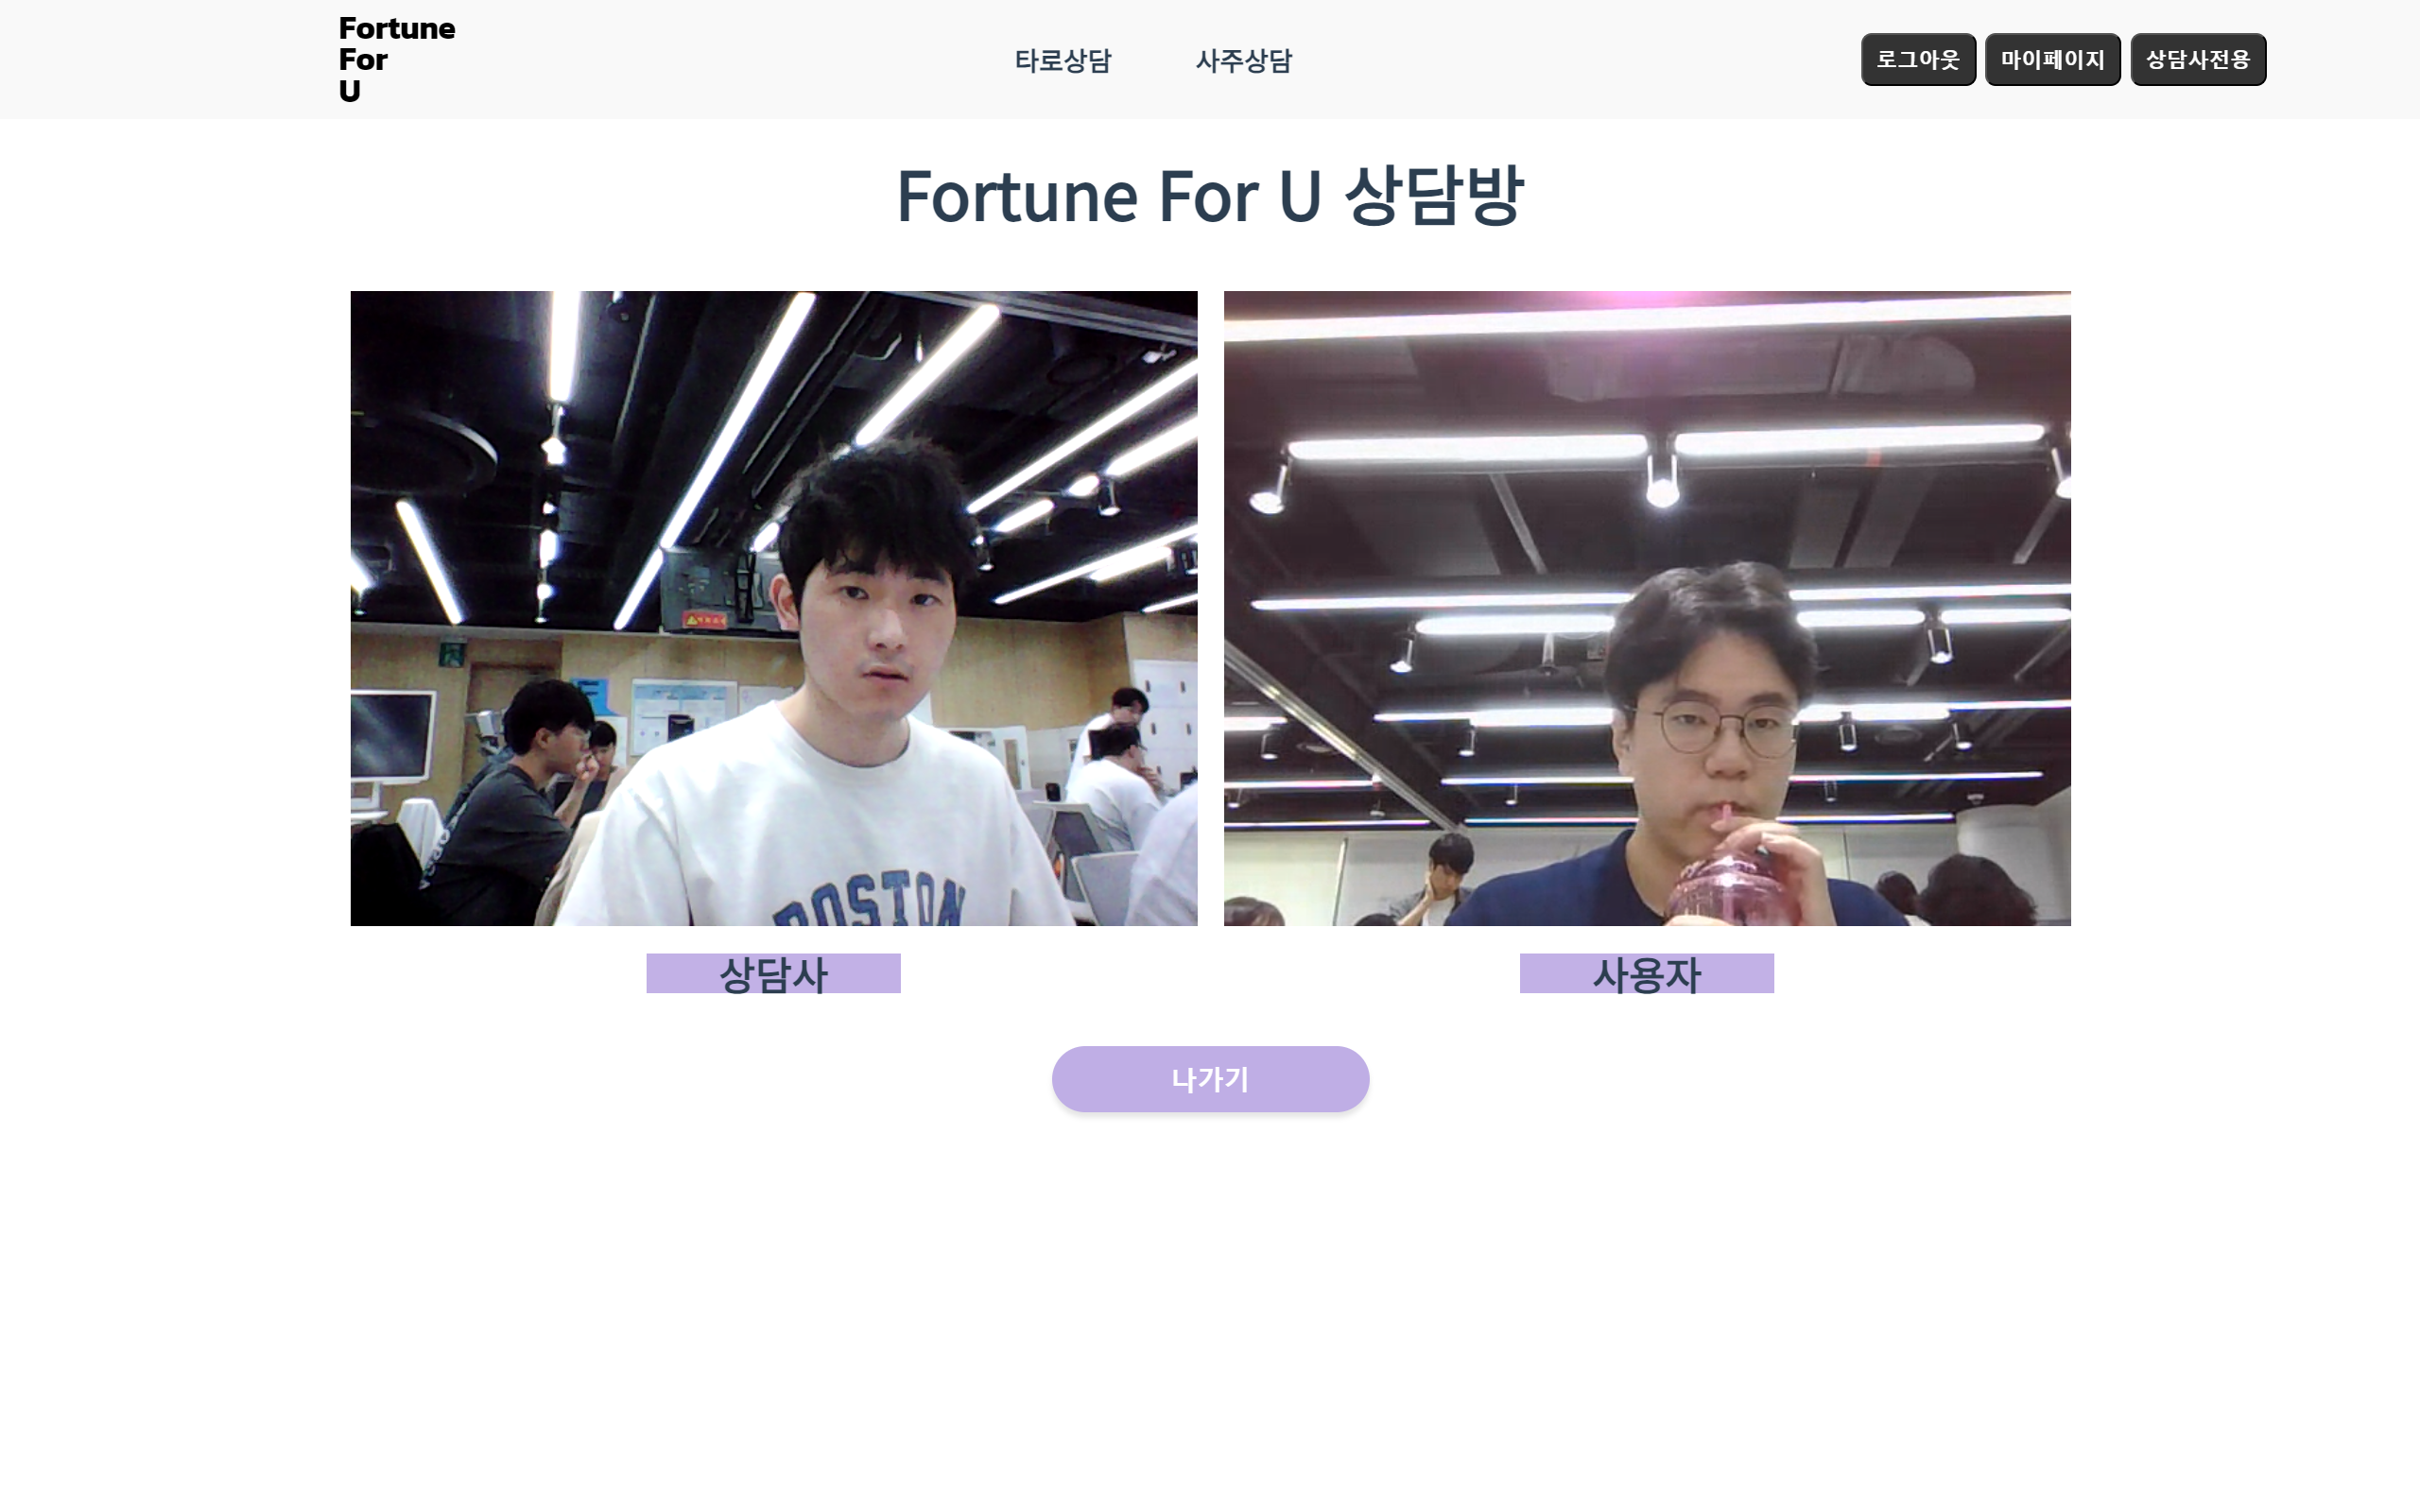 Fortune
For
U
타로상담 사주상담
로그아웃 마이페이지 상담사전용
Fortune For U 상담방
BOSTON
상담사 사용자
나가기